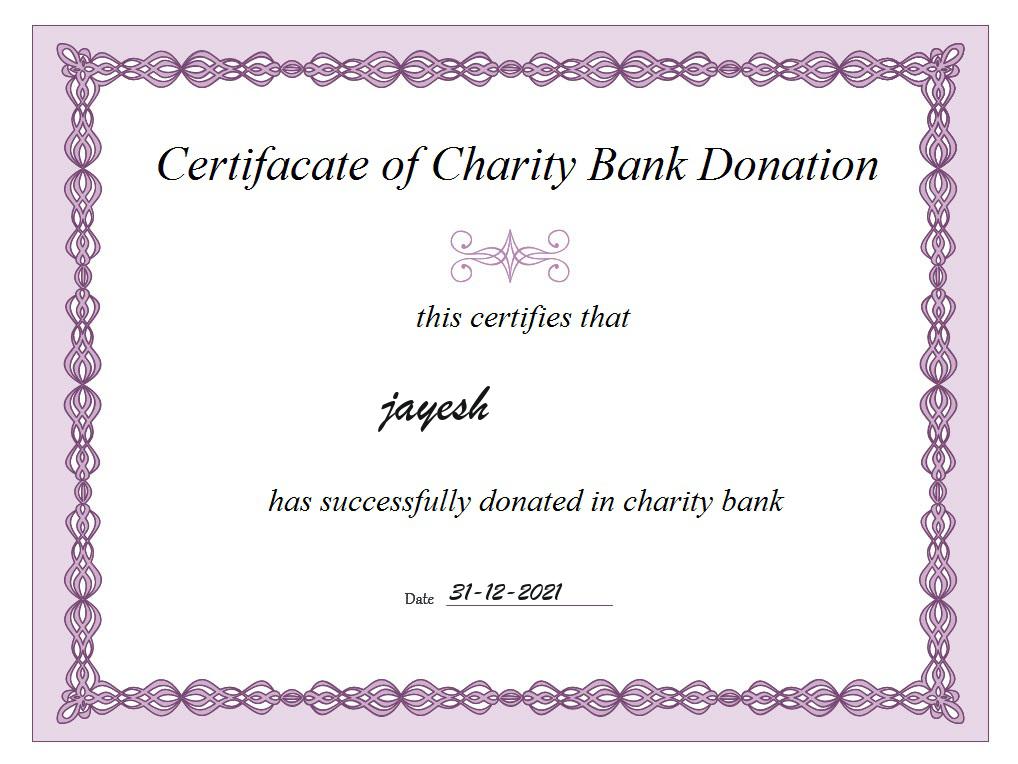 Certifacate of Charity Bank Donation
this certifies that
jayesh
has successfully donated in charity bank
Date 31-12-2021